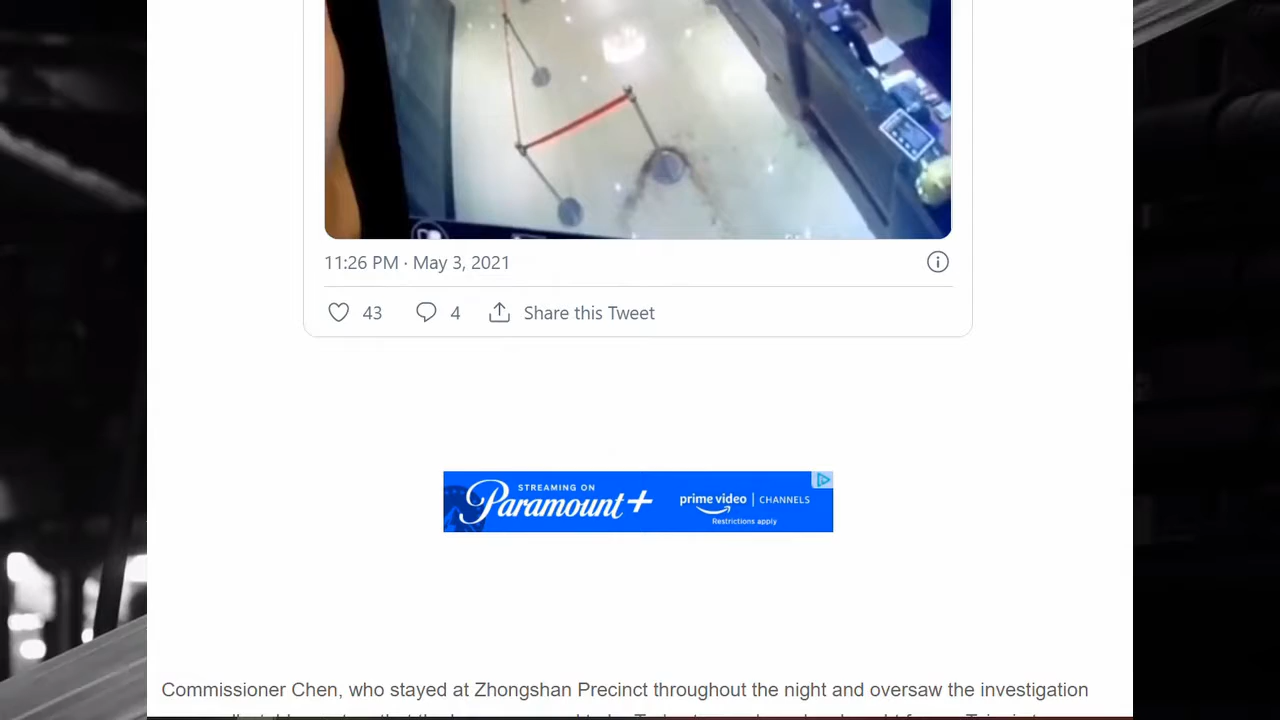 11:26 PM · May 3, 2021
43
4
Share this Tweet
STREAMING ON
Paramount+
prime video | CHANNELS
Restrictions apply
Commissioner Chen, who stayed at Zhongshan Precinct throughout the night and oversaw the investigation